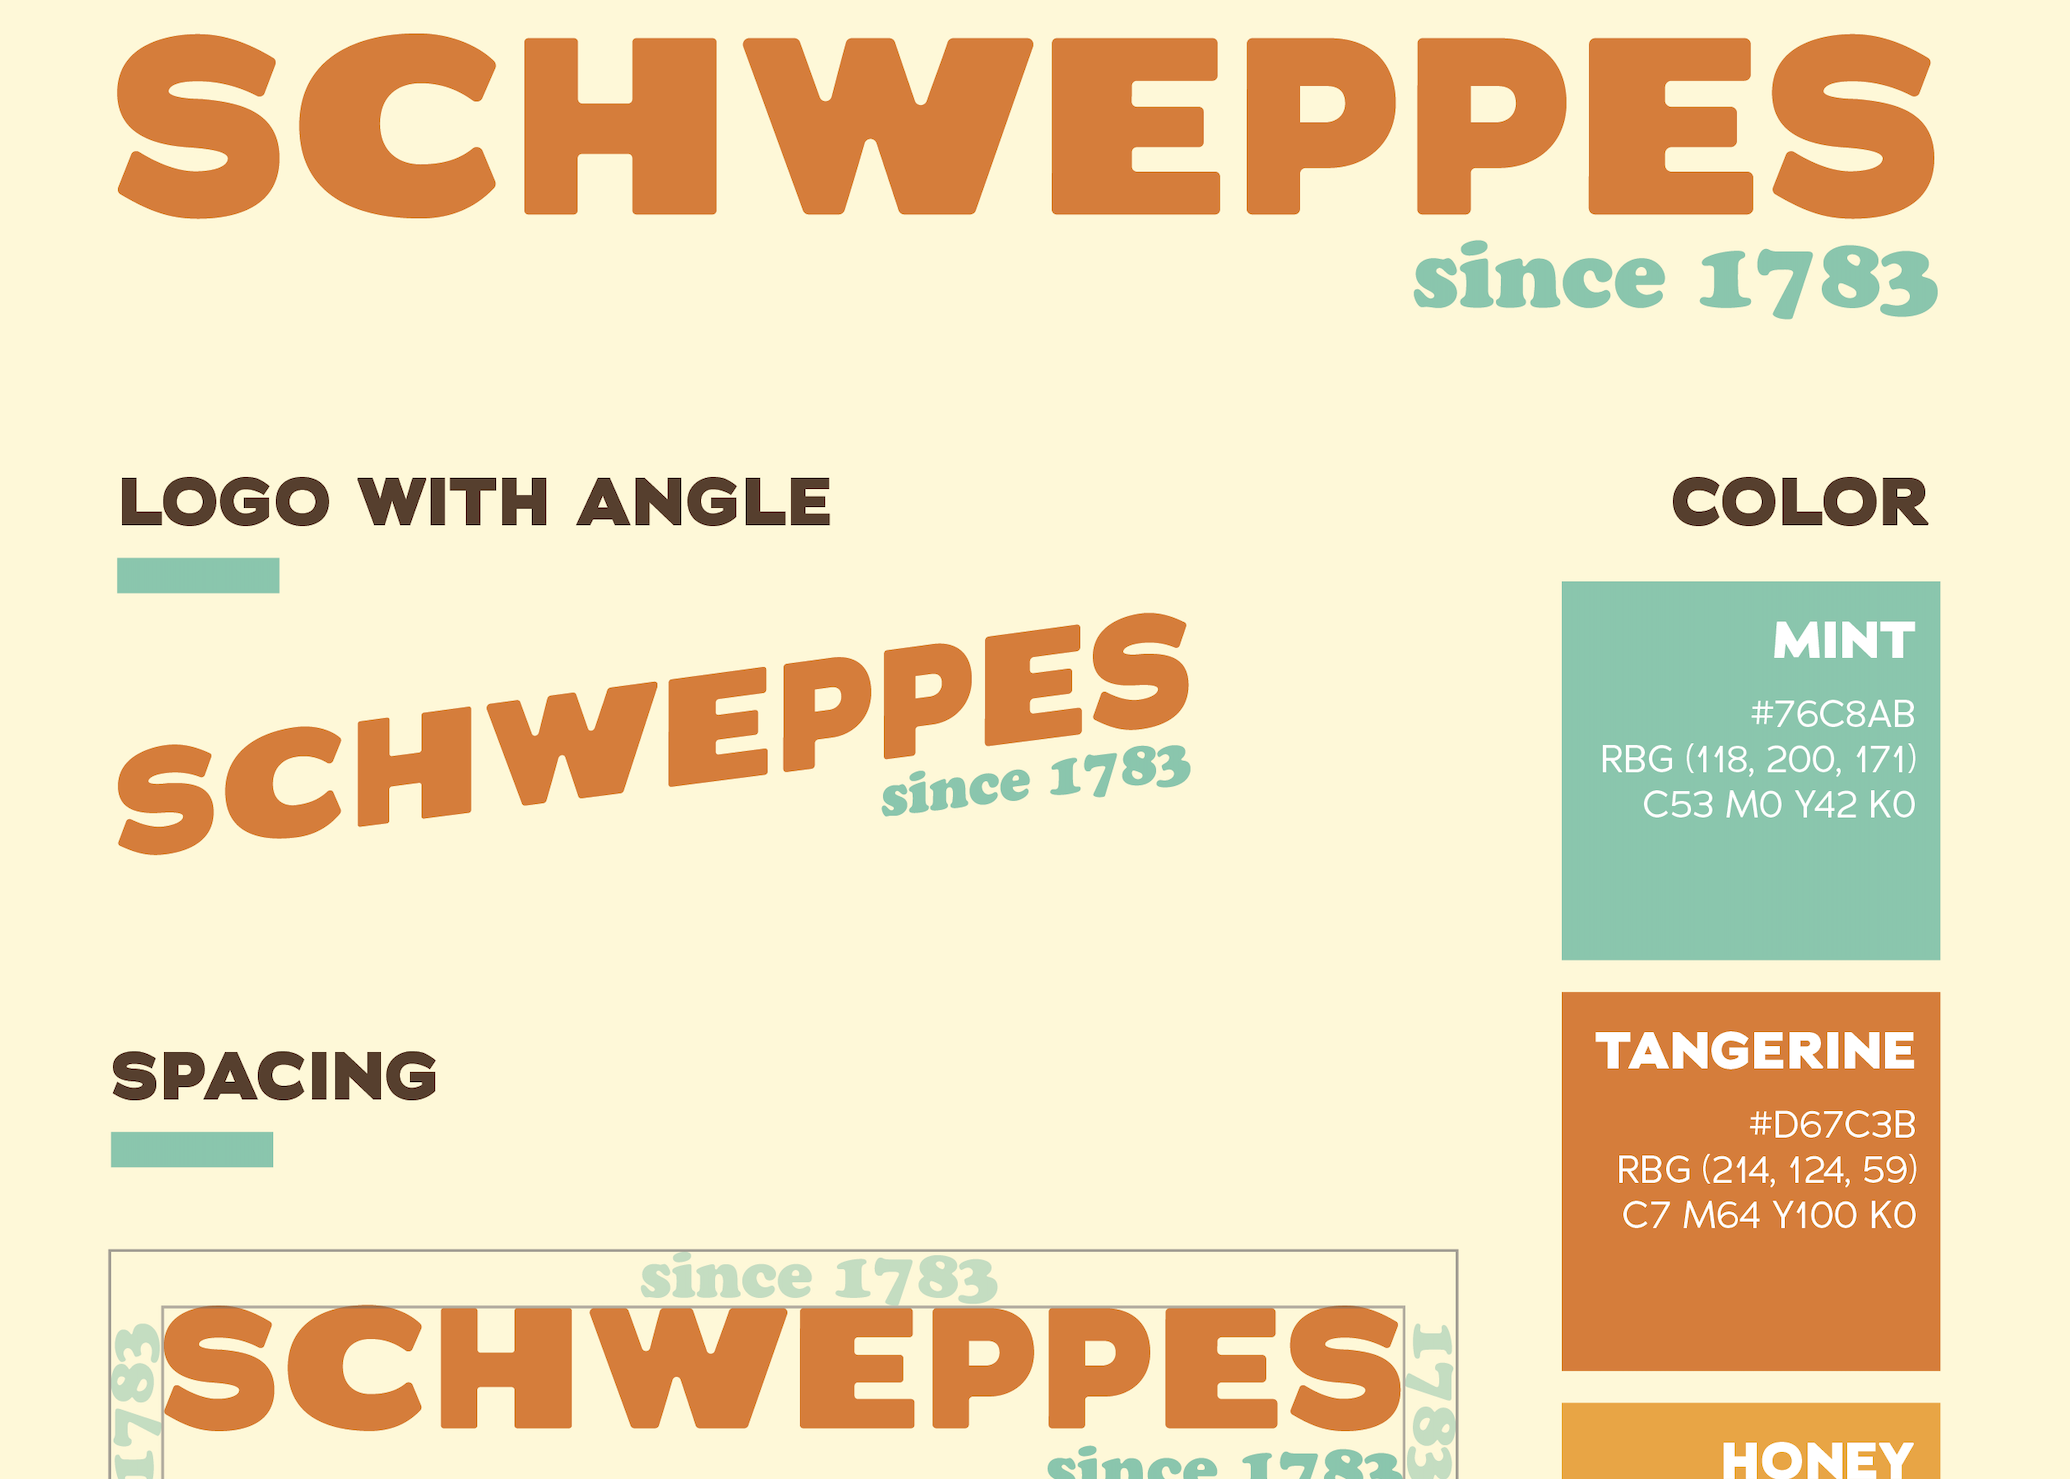 SCHWEPPES
since 1783
LOGO WITH ANGLE
SCHWEPPES
since 1783
SPACING
since 1783
1783
SCHWEPPES
1783
since 1783
COLOR
MINT
#76C8AB
RBG (118, 200, 171)
C53 M0 Y42 K0
TANGERINE
#D67C3B
RBG (214, 124, 59)
C7 M64 Y100 K0
HONEY